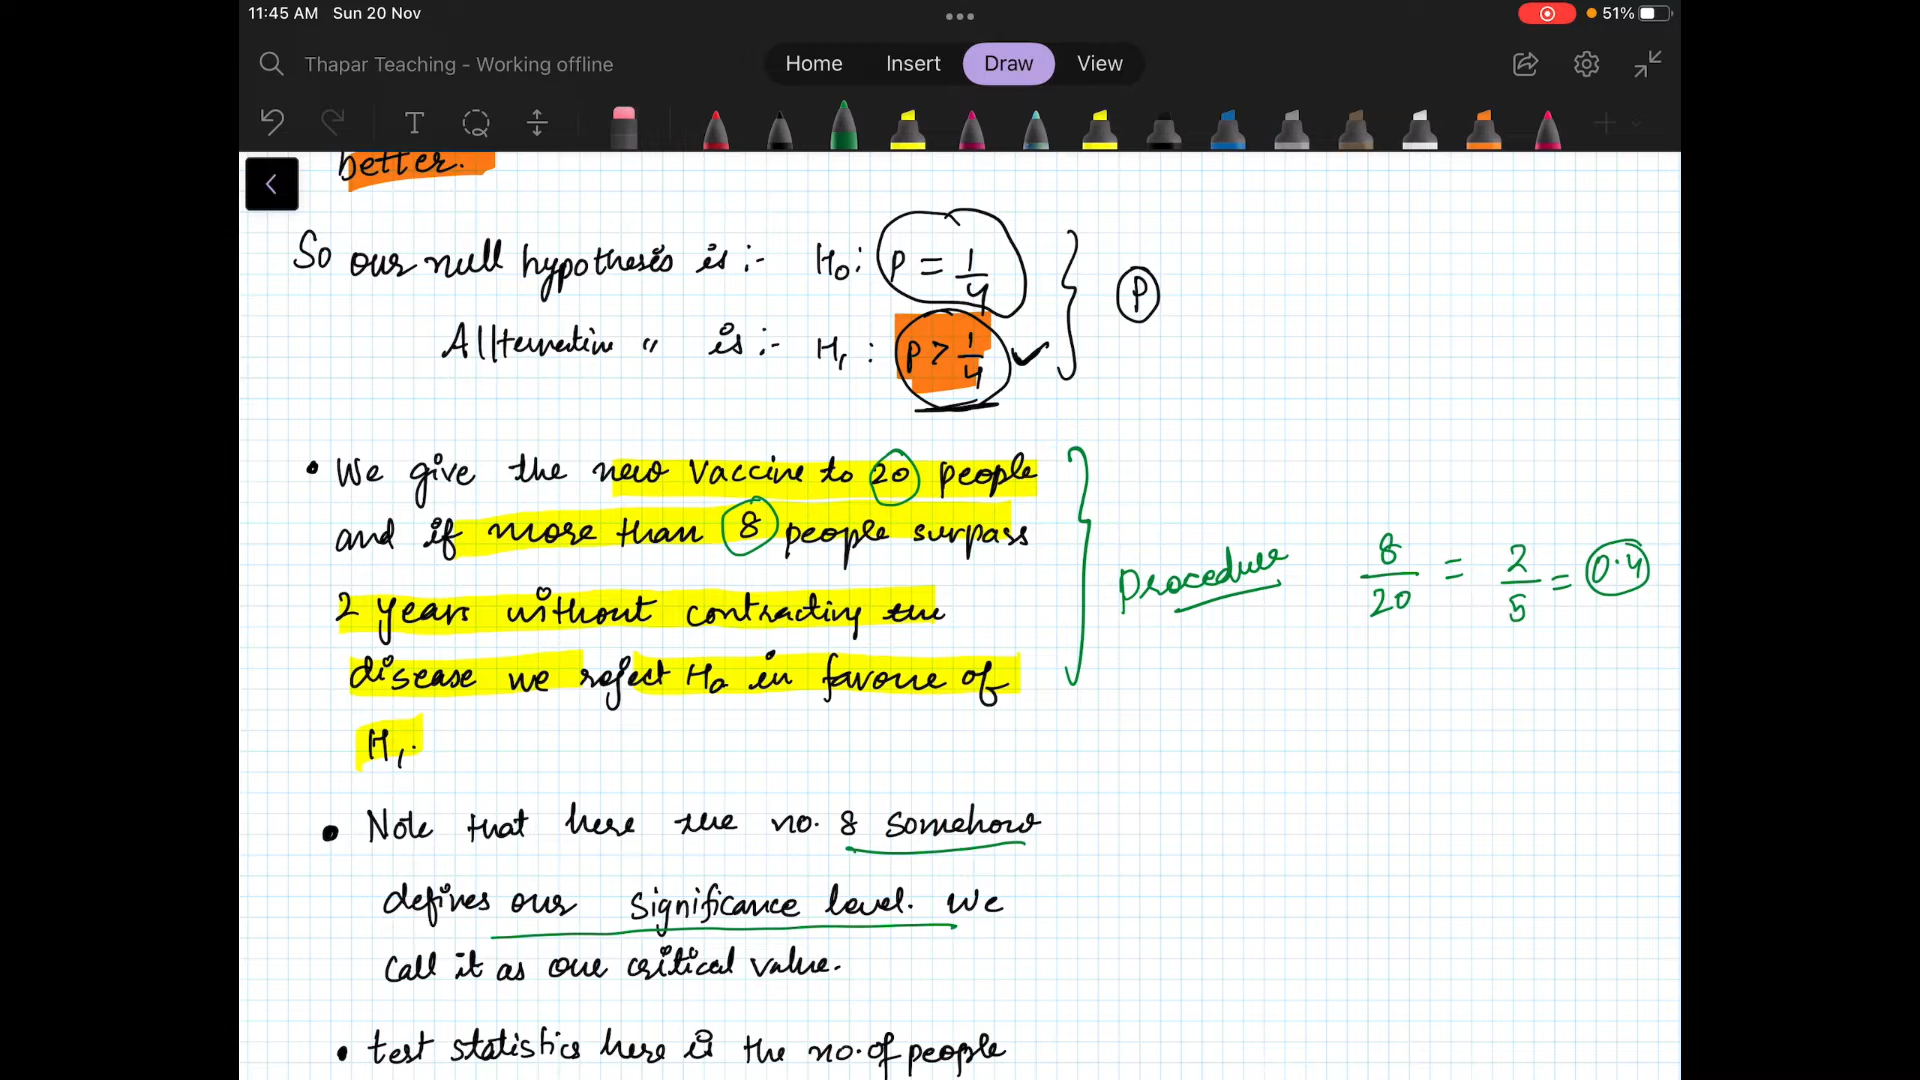 11:45 AM Sun 20 Nov
51%
Thapar Teaching - Working offline
Home Insert Draw View
better.
So our null hypothesis is :- H0: p = 1/4
Allternative " is :- H1 : p > 1/4
P
• We give the new vaccine to 20 people
and if more than 8 people surpass
2 years without contracting the
disease we reject H0 in favour of
H1.
Procedure 8/20 = 2/5 = 0.4
• Note that here the no. 8 somehow
defines our significance level. We
call it as our critical value.
• test statistics here is the no. of people